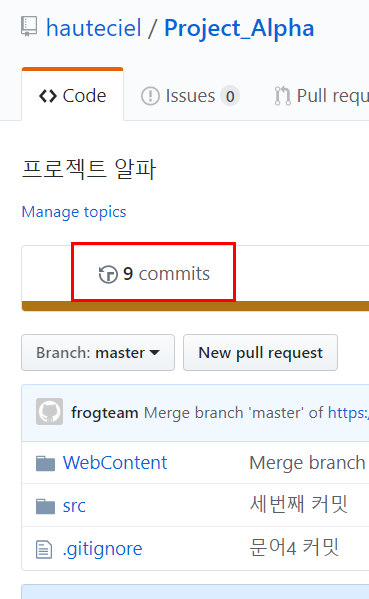 hauteciel / Project_Alpha
Code Issues 0 Pull requ
프로젝트 알파
Manage topics
9 commits
Branch: master New pull request
frogteam Merge branch 'master' of https:/
WebContent Merge branch
src 세번째 커밋
.gitignore 문어4 커밋